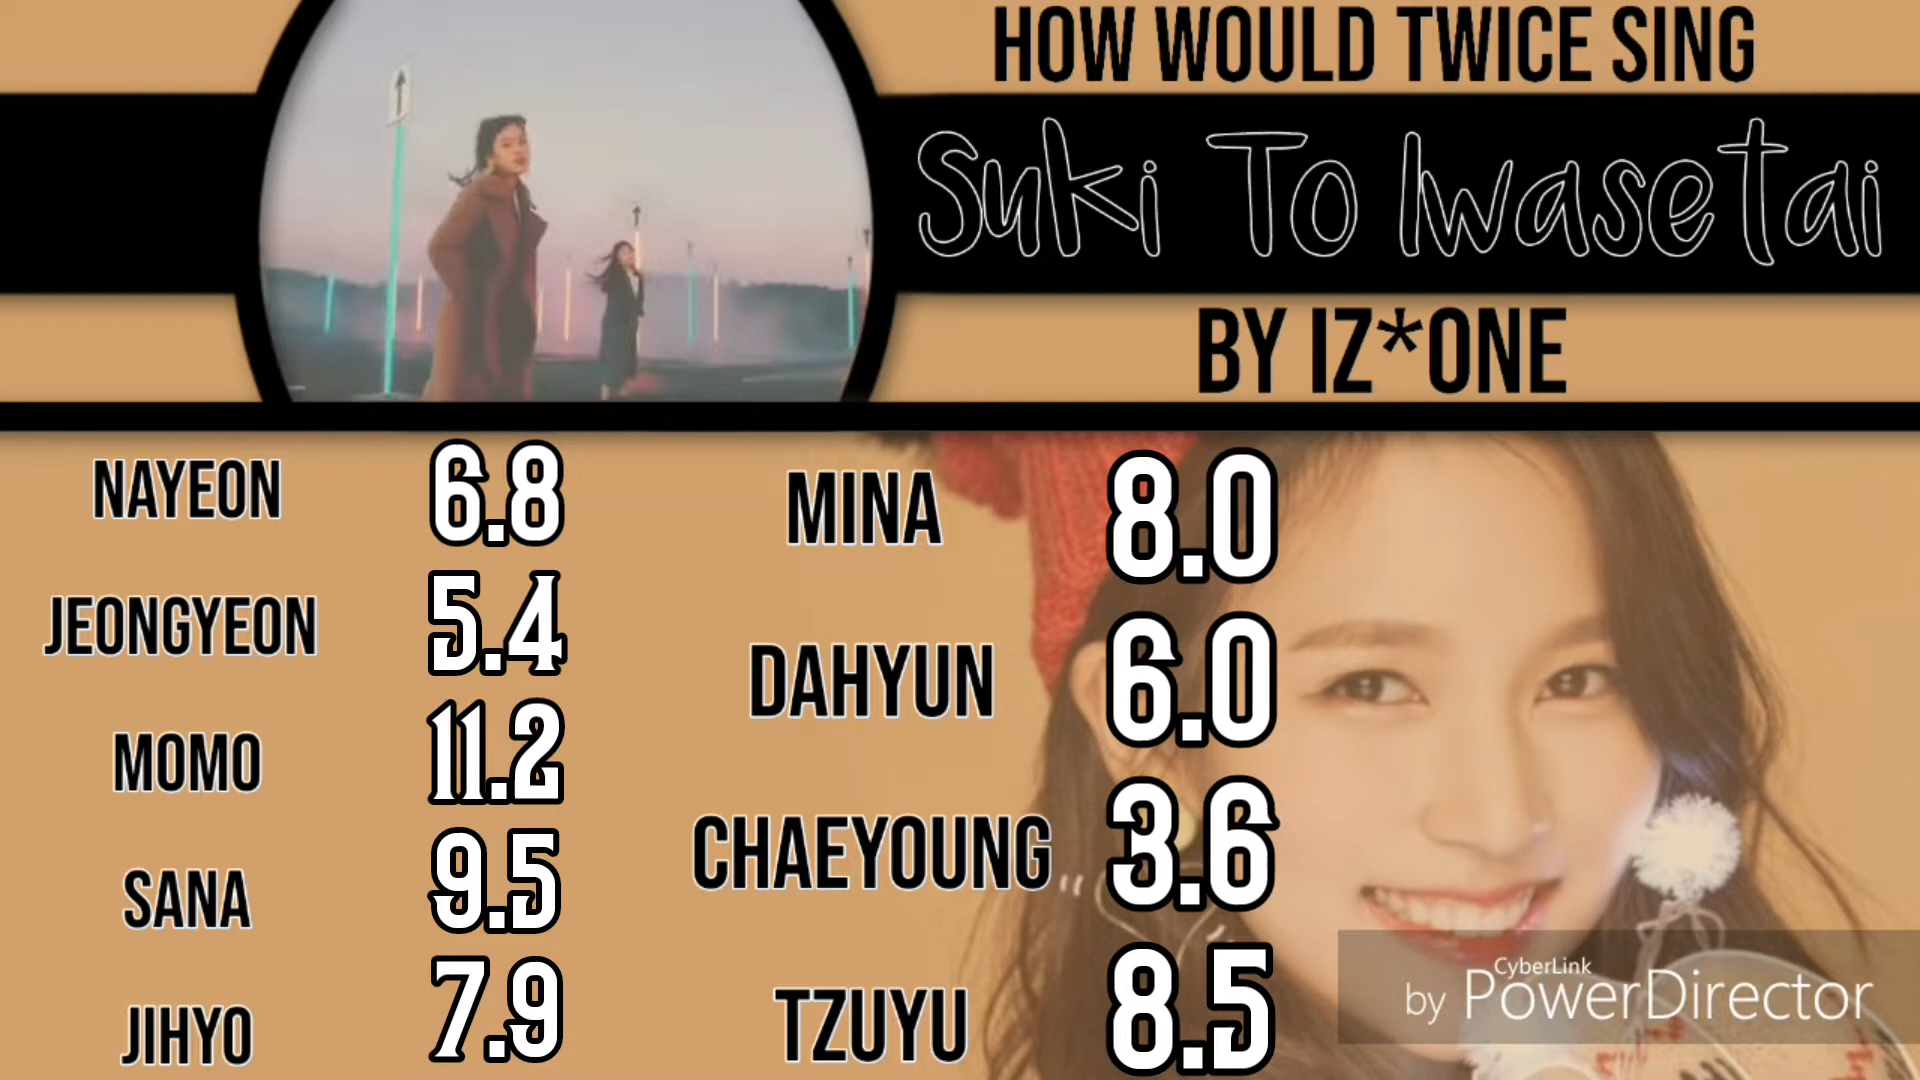 HOW WOULD TWICE SING
Suki To Iwasetai
BY IZ*ONE
NAYEON 6.8
JEONGYEON 5.4
MOMO 11.2
SANA 9.5
JIHYO 7.9
MINA 8.0
DAHYUN 6.0
CHAEYOUNG 3.6
TZUYU 8.5
CyberLink
by PowerDirector